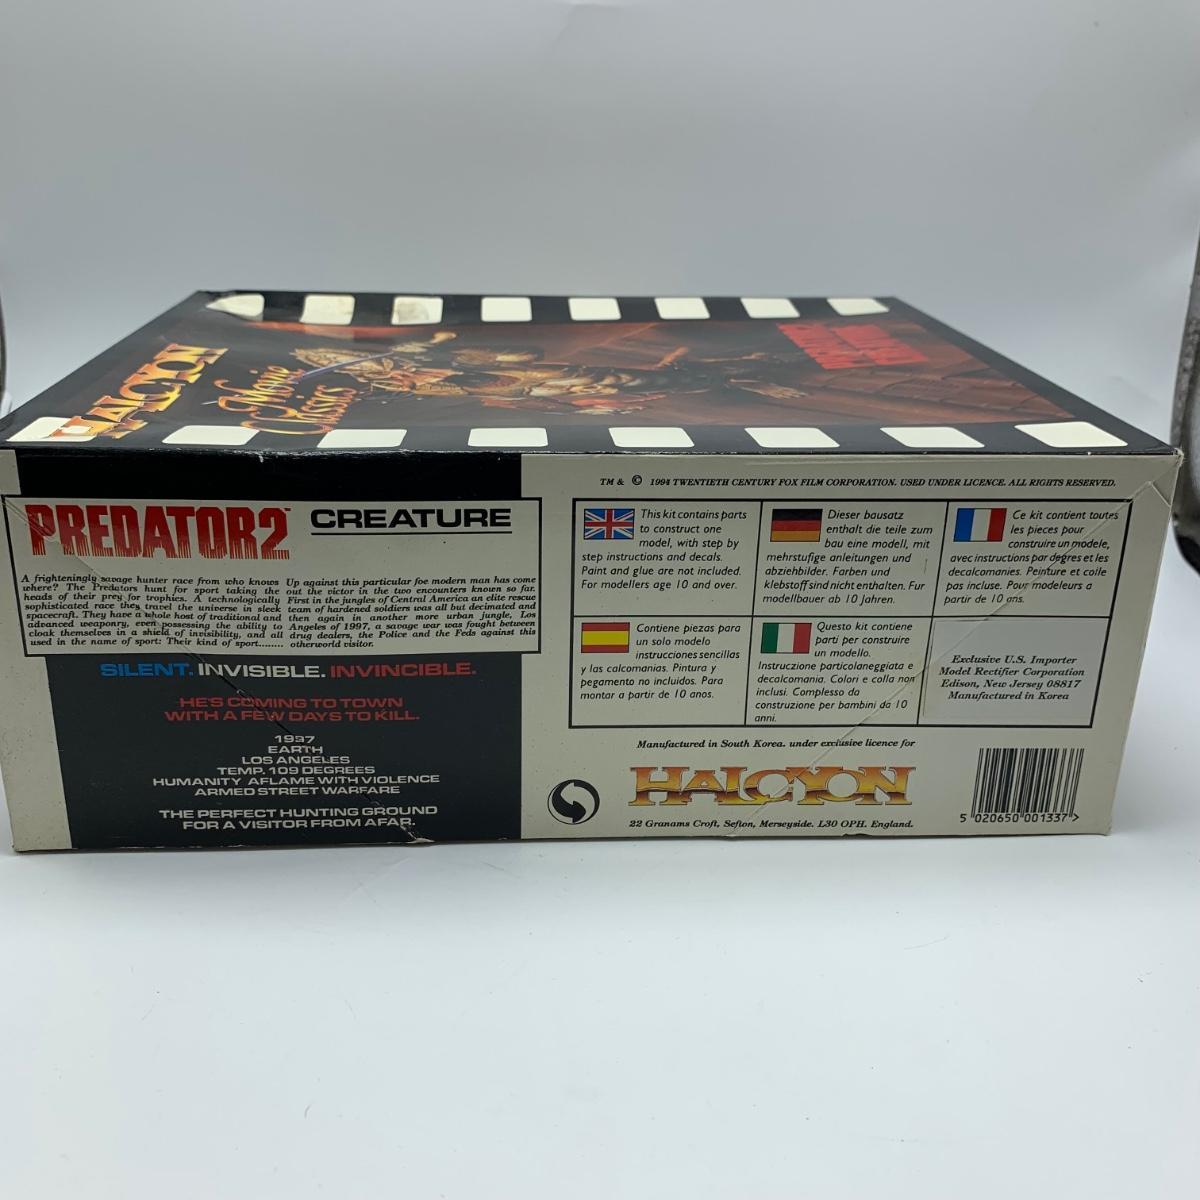 HALCYON
Movie
Classics
PREDATOR2™
CREATURE
A frighteningly savage hunter race from who knows
where? The Predators hunt for sport taking the
heads of their prey for trophies. A technologically
sophisticated race they travel the universe in sleek
spacecraft. They have a whole host of traditional and
advanced weaponry, even possessing the ability to
cloak themselves in a shield of invisibility, and all
used in the name of sport: Their kind of sport........
Up against this particular foe modern man has come
out the victor in the two encounters known so far.
First in the jungles of Central America an elite rescue
team of hardened soldiers was all but decimated and
then again in another more urban jungle, Los
Angeles of 1997, a savage war was fought between
drug dealers, the Police and the Feds against this
otherworld visitor.
SILENT. INVISIBLE. INVINCIBLE.
HE'S COMING TO TOWN
WITH A FEW DAYS TO KILL.
1997
EARTH
LOS ANGELES
TEMP. 109 DEGREES
HUMANITY AFLAME WITH VIOLENCE
ARMED STREET WARFARE
THE PERFECT HUNTING GROUND
FOR A VISITOR FROM AFAR.
TM & © 1994 TWENTIETH CENTURY FOX FILM CORPORATION. USED UNDER LICENCE. ALL RIGHTS RESERVED.
This kit contains parts
to construct one
model, with step by
step instructions and decals.
Paint and glue are not included.
For modellers age 10 and over.
Dieser bausatz
enthalt die teile zum
bau eine modell, mit
mehrstufige anleitungen und
abziehbilder. Farben und
klebstoff sind nicht enthalten. Fur
modellbauer ab 10 Jahren.
Ce kit contient toutes
les pieces pour
construire un modele,
avec instructions par degres et les
decalcomanies. Peinture et colle
pas incluse. Pour modeleurs a
partir de 10 ans.
Contiene piezas para
un solo modelo
instrucciones sencillas
y las calcomanias. Pintura y
pegamento no incluidos. Para
montar a partir de 10 anos.
Questo kit contiene
parti per construire
un modello.
Instruczione particolaneggiata e
decalcomania. Colori e colla non
inclusi. Complesso da
construzione per bambini da 10
anni.
Exclusive U.S. Importer
Model Rectifier Corporation
Edison, New Jersey 08817
Manufactured in Korea
Manufactured in South Korea. under exclusive licence for
HALCYON
22 Granams Croft, Sefton, Merseyside. L30 OPH. England.
5 020650 001337 >